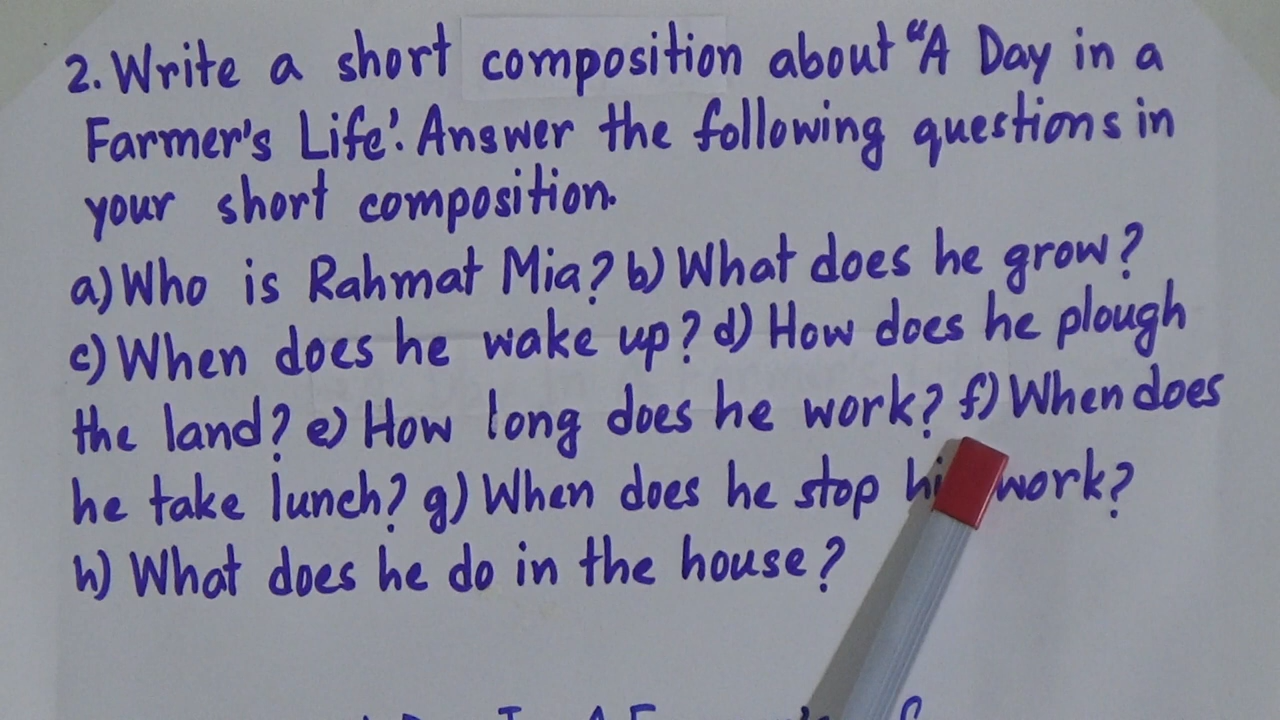 2. Write a short composition about "A Day in a
Farmer's Life'. Answer the following questions in
your short composition.
a) Who is Rahmat Mia? b) What does he grow?
c) When does he wake up? d) How does he plough
the land? e) How long does he work? f) When does
he take lunch? g) When does he stop work?
h) What does he do in the house?